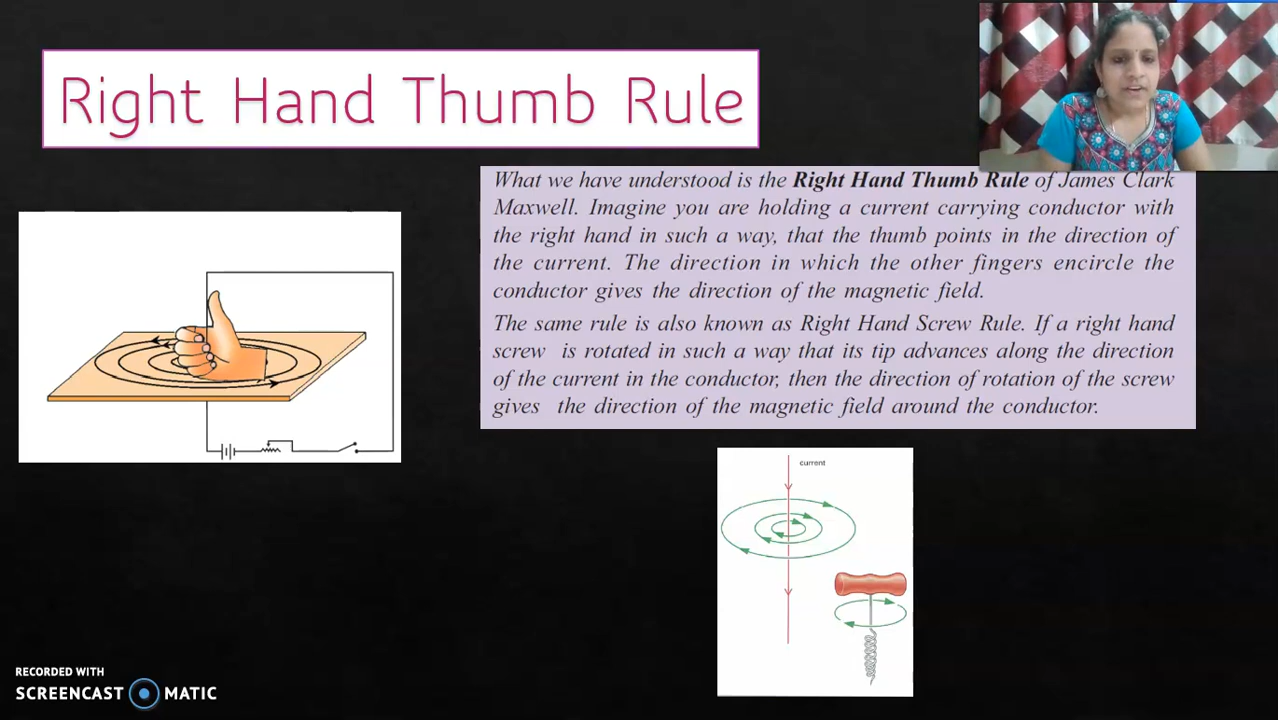 Right Hand Thumb Rule
What we have understood is the Right Hand Thumb Rule of James Clark
Maxwell. Imagine you are holding a current carrying conductor with
the right hand in such a way, that the thumb points in the direction of
the current. The direction in which the other fingers encircle the
conductor gives the direction of the magnetic field.
The same rule is also known as Right Hand Screw Rule. If a right hand
screw is rotated in such a way that its tip advances along the direction
of the current in the conductor, then the direction of rotation of the screw
gives the direction of the magnetic field around the conductor.
current
RECORDED WITH
SCREENCAST MATIC